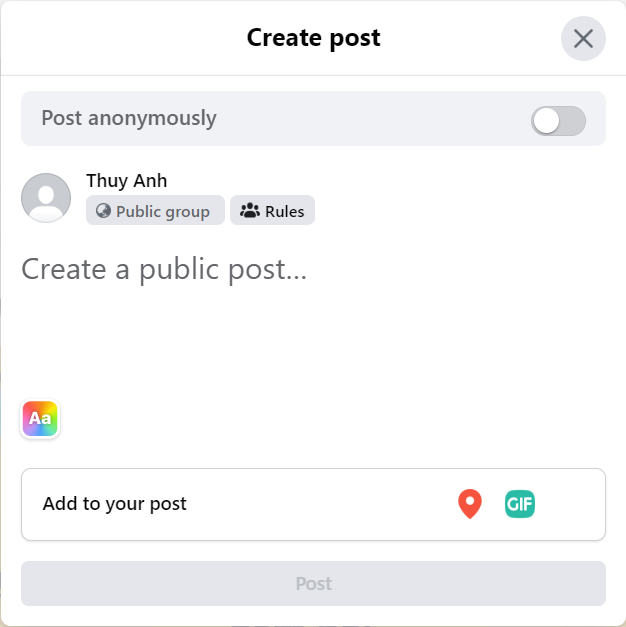 Create post
Post anonymously
Thuy Anh
Public group Rules
Create a public post...
Aa
Add to your post GIF
Post